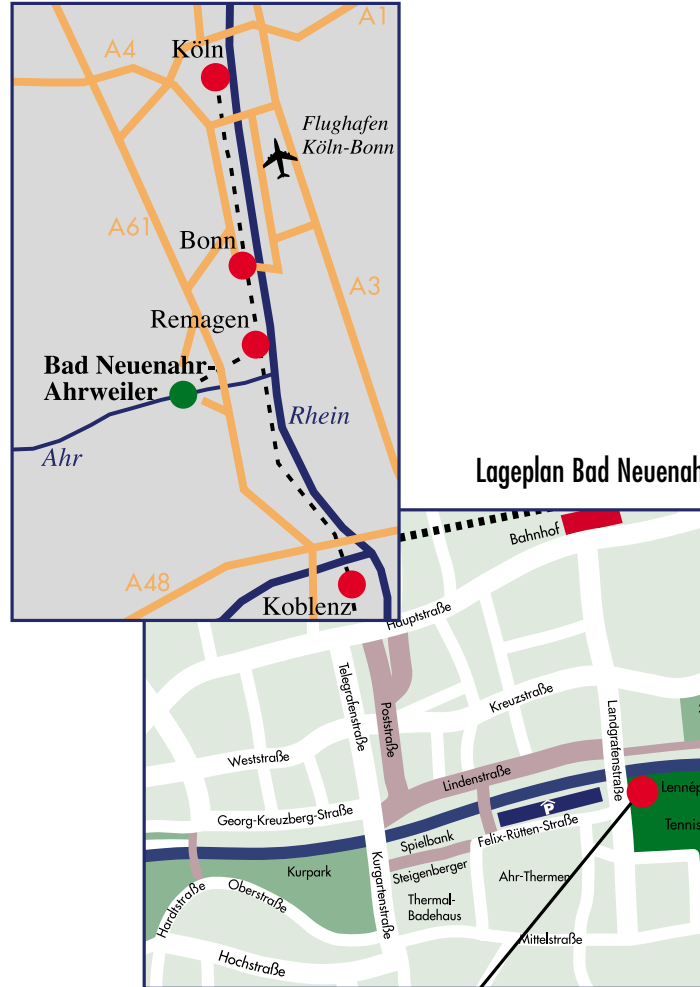 A1
A4
Köln
Flughafen
Köln-Bonn
A61
Bonn
A3
Remagen
Bad Neuenahr-
Ahrweiler
Rhein
Ahr
A48
Koblenz
Lageplan Bad Neuenah
Bahnhof
Hauptstraße
Telegrafenstraße
Poststraße
Kreuzstraße
Landgrafenstraße
Weststraße
Lindenstraße
Lennép
Georg-Kreuzberg-Straße
P
Tennis
Spielbank
Felix-Rütten-Straße
Kurpark
Kurgartenstraße
Steigenberger
Ahr-Thermen
Hardtstraße
Oberstraße
Thermal-
Badehaus
Mittelstraße
Hochstraße